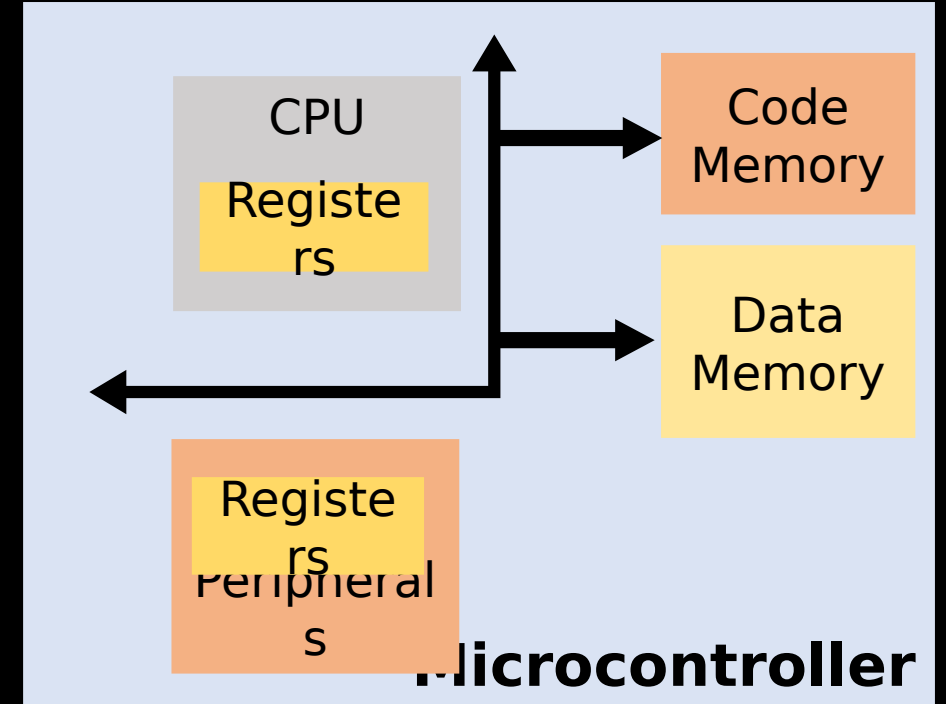 CPU
Registe
rs
Code
Memory
Data
Memory
Registe
rs
Peripheral
s
Microcontroller